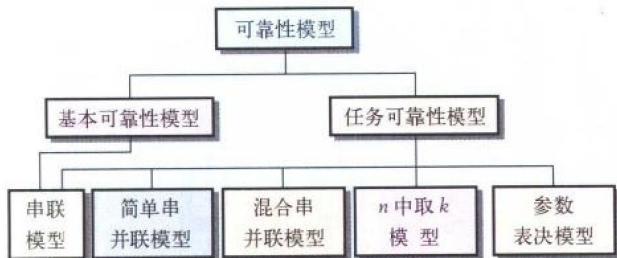 可靠性模型
基本可靠性模型
任务可靠性模型
串联
模型
简单串
并联模型
混合串
并联模型
n中取k
模 型
参数
表决模型